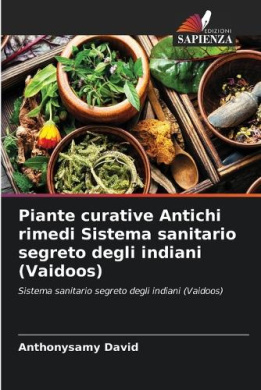 EDIZIONI
SAPIENZA
Piante curative Antichi
rimedi Sistema sanitario
segreto degli indiani
(Vaidoos)
Sistema sanitario segreto degli indiani (Vaidoos)
Anthonysamy David